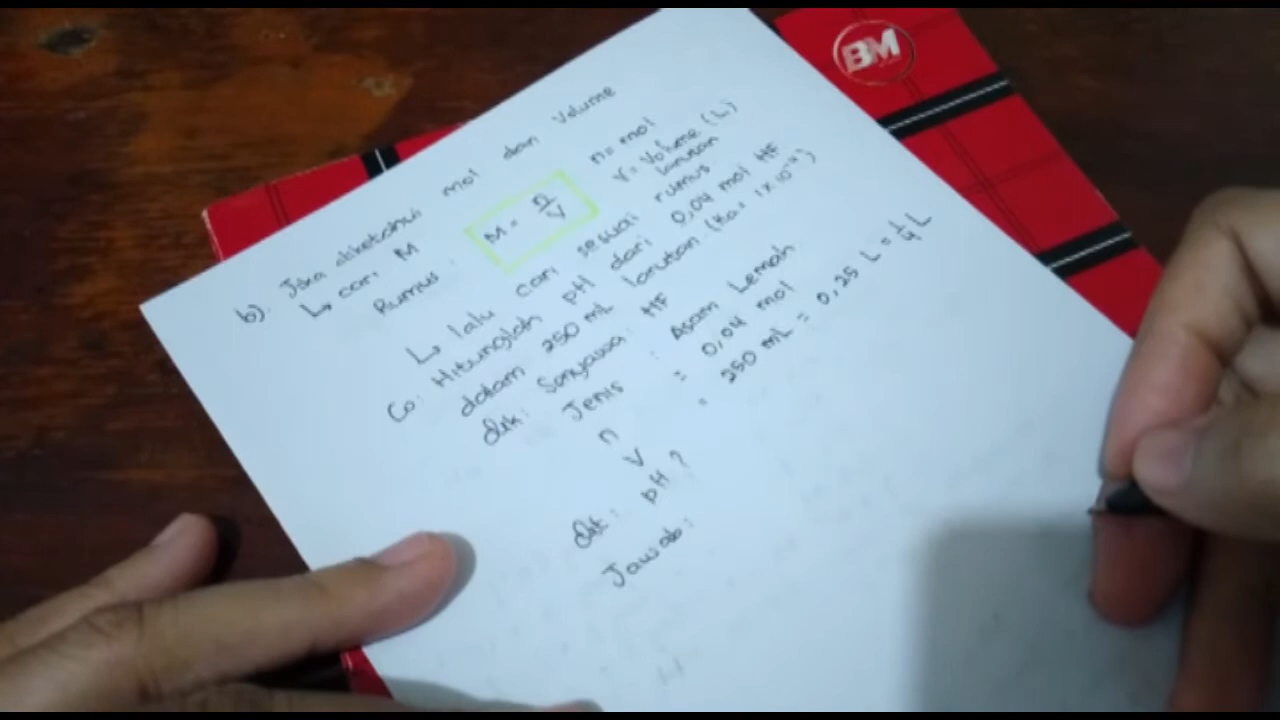 BM
b). Jika diketahui mol dan Volume
↳ cari M
Rumus : M = n/V n = mol
V = Volume (L) larutan
↳ lalu cari sesuai rumus
Co: Hitunglah pH dari 0,04 mol HF
dalam 250 mL larutan (Ka = 1 x 10⁻⁴)
dik: Senyawa : HF
Jenis : Asam Lemah
n = 0,04 mol
V = 250 mL = 0,25 L = 1/4 L
dit: pH ?
Jawab: